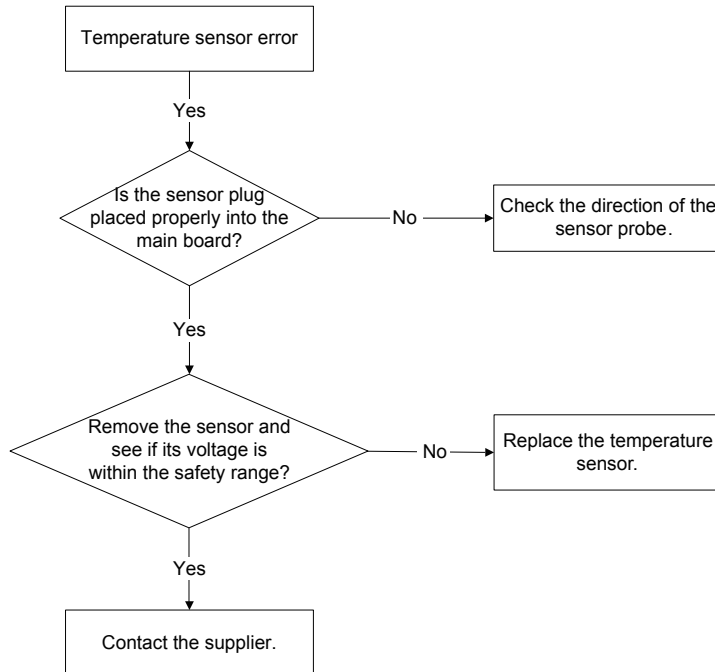 Temperature sensor error
Yes
Is the sensor plug
placed properly into the
main board?
No
Check the direction of the
sensor probe.
Yes
Remove the sensor and
see if its voltage is
within the safety range?
No
Replace the temperature
sensor.
Yes
Contact the supplier.